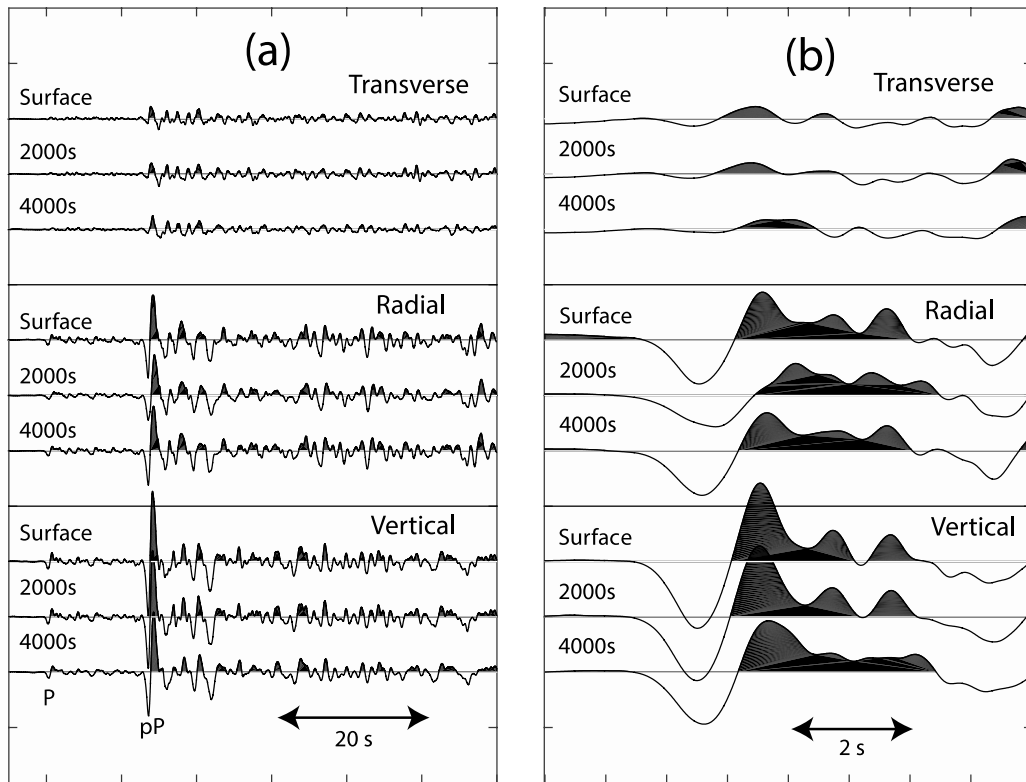 (a)
Transverse
Surface
2000s
4000s
Radial
Surface
2000s
4000s
Vertical
Surface
2000s
4000s
P
pP
20 s
(b)
Transverse
Surface
2000s
4000s
Radial
Surface
2000s
4000s
Vertical
Surface
2000s
4000s
2 s